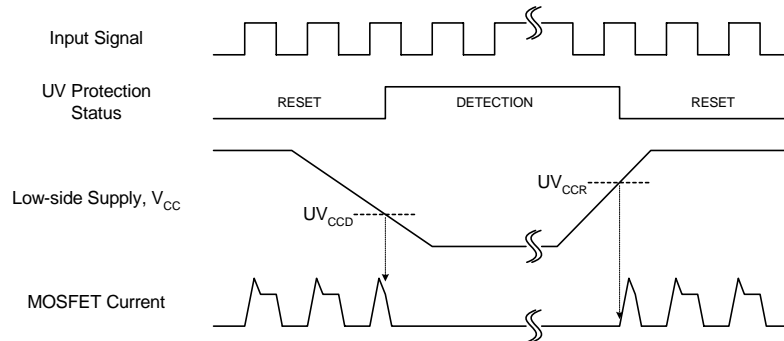 Input Signal
UV Protection
Status
RESET
DETECTION
RESET
Low-side Supply, VCC
UVCCD
UVCCR
MOSFET Current